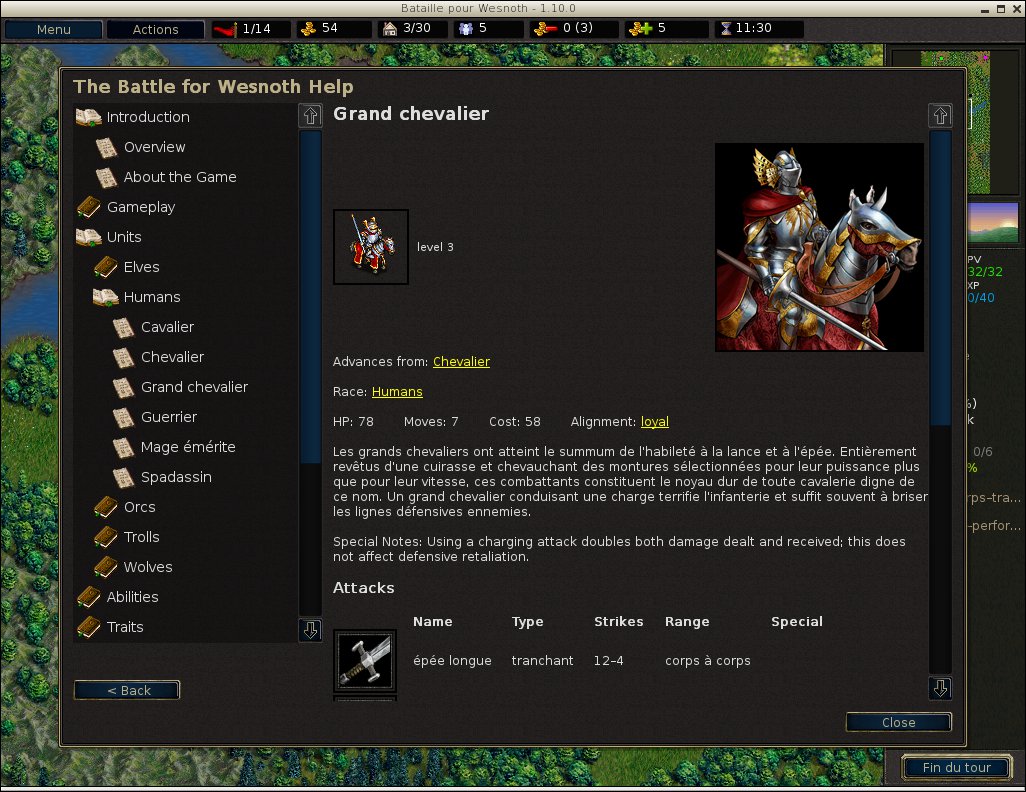 Bataille pour Wesnoth - 1.10.0
Menu Actions 1/14 54 3/30 5 0 (3) 5 11:30
The Battle for Wesnoth Help
Introduction
Overview
About the Game
Gameplay
Units
Elves
Humans
Cavalier
Chevalier
Grand chevalier
Guerrier
Mage émérite
Spadassin
Orcs
Trolls
Wolves
Abilities
Traits
< Back
Grand chevalier
level 3
Advances from: Chevalier
Race: Humans
HP: 78 Moves: 7 Cost: 58 Alignment: loyal
Les grands chevaliers ont atteint le summum de l'habileté à la lance et à l'épée. Entièrement
revêtus d'une cuirasse et chevauchant des montures sélectionnées pour leur puissance plus
que pour leur vitesse, ces combattants constituent le noyau dur de toute cavalerie digne de
ce nom. Un grand chevalier conduisant une charge terrifie l'infanterie et suffit souvent à briser
les lignes défensives ennemies.
Special Notes: Using a charging attack doubles both damage dealt and received; this does
not affect defensive retaliation.
Attacks
Name Type Strikes Range Special
épée longue tranchant 12–4 corps à corps
Close
PV
32/32
XP
0/40
%)
k
0/6
%
rps–tra...
–perfor...
Fin du tour